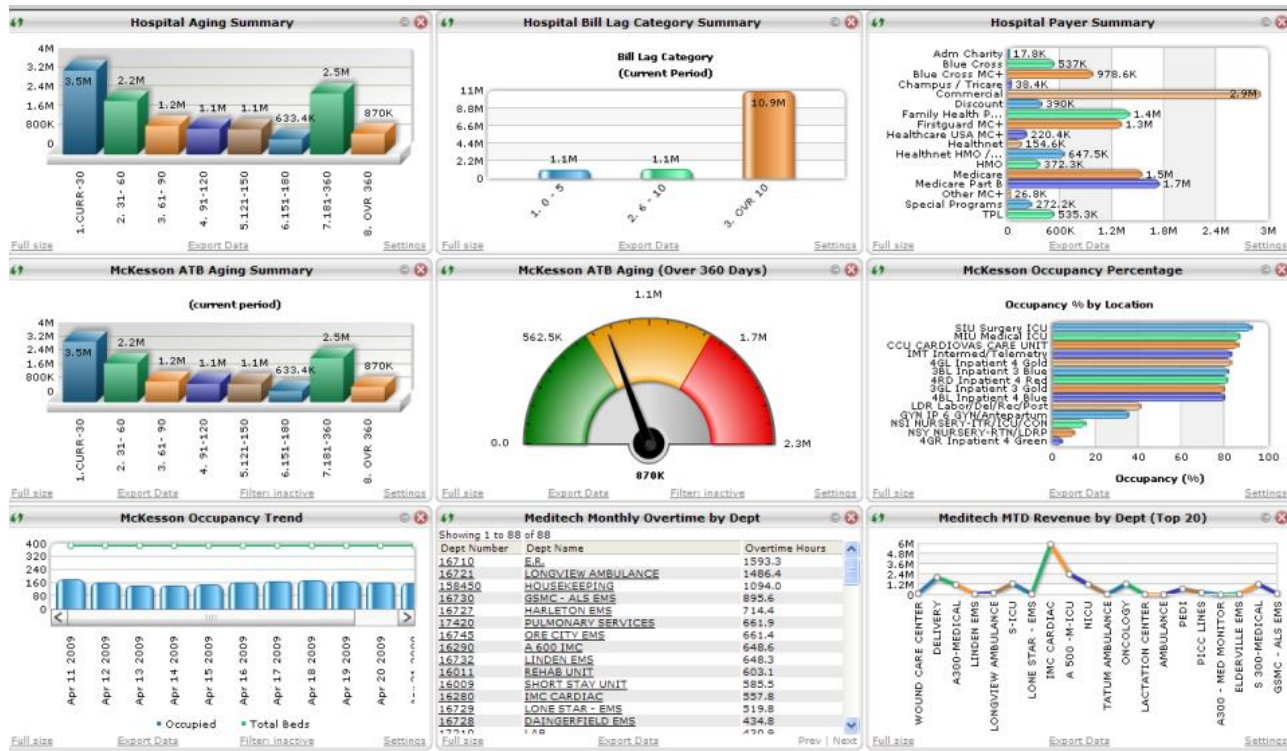 Hospital Aging Summary
4M
3.2M
2.4M
1.6M
800K
0
3.5M
2.2M
1.2M
1.1M
1.1M
633.4K
2.5M
870K
1.CURR-30
2. 31- 60
3. 61- 90
4. 91-120
5.121-150
6.151-180
7.181-360
8. OVR 360
Full size Export Data Settings
Hospital Bill Lag Category Summary
Bill Lag Category
(Current Period)
11M
8.8M
6.6M
4.4M
2.2M
0
1.1M
1.1M
10.9M
1. 0 - 5
2. 6 - 10
3. OVR 10
Full size Export Data Settings
Hospital Payer Summary
Adm Charity 17.8K
Blue Cross 537K
Blue Cross MC+ 978.6K
Champus / Tricare 38.4K
Commercial 2.9M
Discount 390K
Family Health P... 1.4M
Firstguard MC+ 1.3M
Healthcare USA MC+ 220.4K
Healthnet 154.6K
Healthnet HMO /... 647.5K
HMO 372.3K
Medicare 1.5M
Medicare Part B 1.7M
Other MC+ 26.8K
Special Programs 272.2K
TPL 535.3K
0 600K 1.2M 1.8M 2.4M 3M
Full size Export Data Settings
McKesson ATB Aging Summary
(current period)
4M
3.2M
2.4M
1.6M
800K
0
3.5M
2.2M
1.2M
1.1M
1.1M
633.4K
2.5M
870K
1.CURR-30
2. 31- 60
3. 61- 90
4. 91-120
5.121-150
6.151-180
7.181-360
8. OVR 360
Full size Export Data Filter: inactive Settings
McKesson ATB Aging (Over 360 Days)
0.0
562.5K
1.1M
1.7M
2.3M
870K
Full size Export Data Filter: inactive Settings
McKesson Occupancy Percentage
Occupancy % by Location
SIU Surgery ICU
MIU Medical ICU
CCU CARDIOVAS CARE UNIT
IMT Intermed/Telemetry
4GL Inpatient 4 Gold
3BL Inpatient 3 Blue
4RD Inpatient 4 Red
3GL Inpatient 3 Gold
4BL Inpatient 4 Blue
LDR Labor/Del/Rec/Post
GYN IP 6 GYN/Antepartum
NSI NURSERY-ITR/ICU/CON
NSY NURSERY-RTN/LDRP
4GR Inpatient 4 Green
0 20 40 60 80 100
Occupancy (%)
Full size Export Data Settings
McKesson Occupancy Trend
400
320
240
160
80
0
Apr 11 2009
Apr 12 2009
Apr 13 2009
Apr 14 2009
Apr 15 2009
Apr 16 2009
Apr 17 2009
Apr 18 2009
Apr 19 2009
Apr 20 2009
Occupied Total Beds
Full size Export Data Filter: inactive Settings
Meditech Monthly Overtime by Dept
Showing 1 to 88 of 88
Dept Number Dept Name Overtime Hours
16710 E.R. 1593.3
16721 LONGVIEW AMBULANCE 1486.4
158450 HOUSEKEEPING 1094.0
16730 GSMC - ALS EMS 895.6
16727 HARLETON EMS 714.4
17420 PULMONARY SERVICES 661.9
16745 ORE CITY EMS 661.4
16290 A 600 IMC 648.6
16732 LINDEN EMS 648.3
16011 REHAB UNIT 603.1
16009 SHORT STAY UNIT 585.5
16280 IMC CARDIAC 557.8
16729 LONE STAR - EMS 519.8
16728 DAINGERFIELD EMS 434.8
Full size Export Data Prev | Next
Meditech MTD Revenue by Dept (Top 20)
6M
4.8M
3.6M
2.4M
1.2M
0
WOUND CARE CENTER
DELIVERY
A300-MEDICAL
LINDEN EMS
LONGVIEW AMBULANCE
S-ICU
LONE STAR - EMS
IMC CARDIAC
A 500 -M-ICU
NICU
TATUM AMBULANCE
ONCOLOGY
LACTATION CENTER
AMBULANCE
PEDI
PICC LINES
A300 - MED MONITOR
ELDERVILLE EMS
S 300-MEDICAL
GSMC - ALS EMS
Full size Export Data Settings